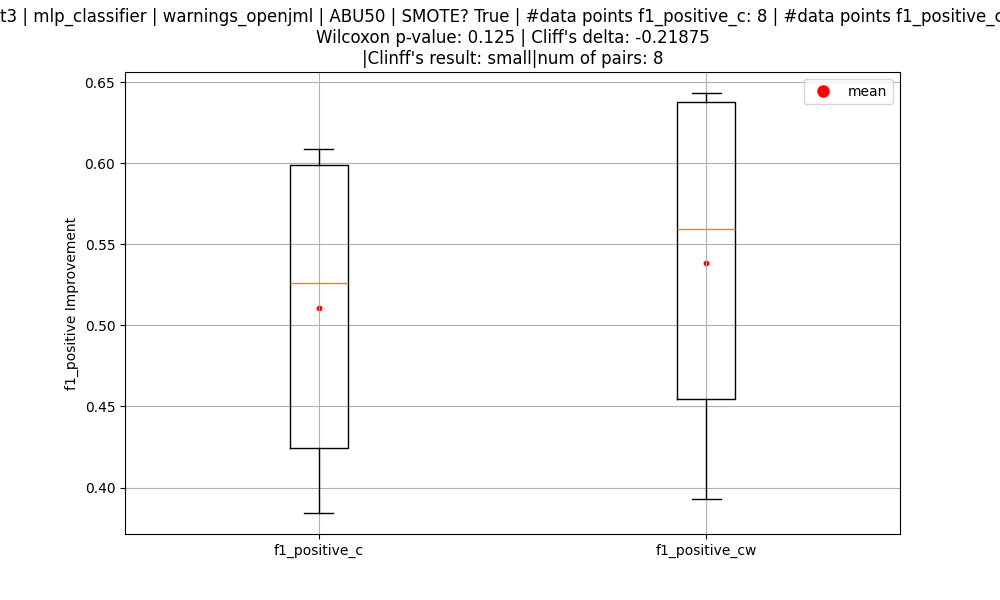 t3 | mlp_classifier | warnings_openjml | ABU50 | SMOTE? True | #data points f1_positive_c: 8 | #data points f1_positive_c
Wilcoxon p-value: 0.125 | Cliff's delta: -0.21875
|Clinff's result: small|num of pairs: 8
mean
0.65
0.60
0.55
0.50
0.45
0.40
f1_positive Improvement
f1_positive_c
f1_positive_cw